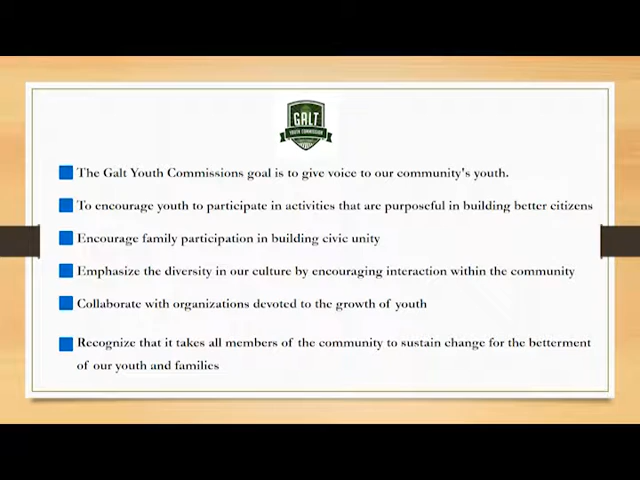 GALT
YOUTH COMMISSION
The Galt Youth Commissions goal is to give voice to our community's youth.
To encourage youth to participate in activities that are purposeful in building better citizens
Encourage family participation in building civic unity
Emphasize the diversity in our culture by encouraging interaction within the community
Collaborate with organizations devoted to the growth of youth
Recognize that it takes all members of the community to sustain change for the betterment
of our youth and families